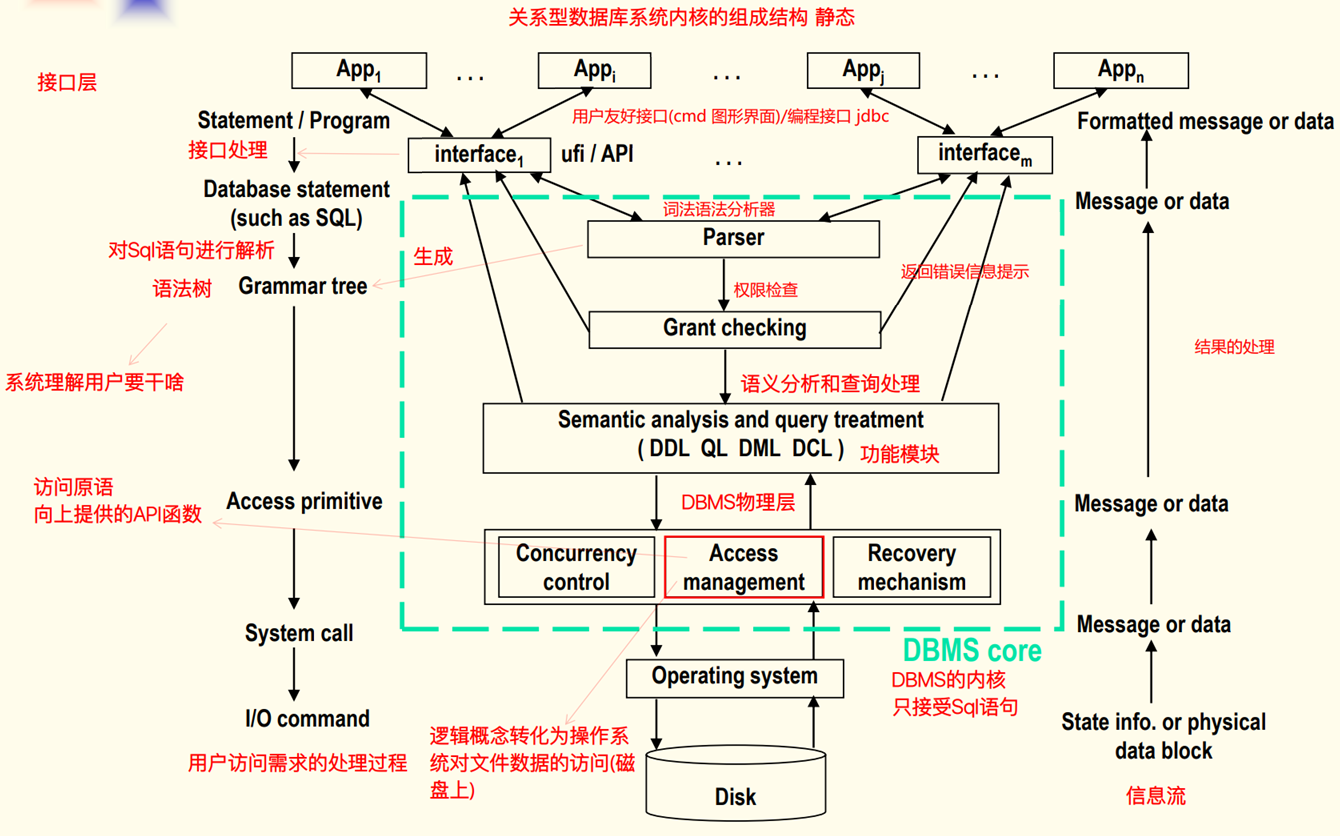 关系型数据库系统内核的组成结构 静态
接口层
App1 ... Appi ... Appj ... Appn
用户友好接口(cmd 图形界面)/编程接口 jdbc
Statement / Program
Formatted message or data
接口处理
interface1 ufi / API ... interfacem
Database statement
(such as SQL)
Message or data
词法语法分析器
Parser
对Sql语句进行解析
生成
语法树 Grammar tree
权限检查
返回错误信息提示
Grant checking
结果的处理
系统理解用户要干啥
语义分析和查询处理
Semantic analysis and query treatment
( DDL QL DML DCL ) 功能模块
访问原语
向上提供的API函数
Access primitive
DBMS物理层
Message or data
Concurrency
control
Access
management
Recovery
mechanism
System call
Message or data
DBMS core
DBMS的内核
只接受Sql语句
Operating system
I/O command
State info. or physical
data block
用户访问需求的处理过程
逻辑概念转化为操作系
统对文件数据的访问(磁
盘上)
Disk
信息流